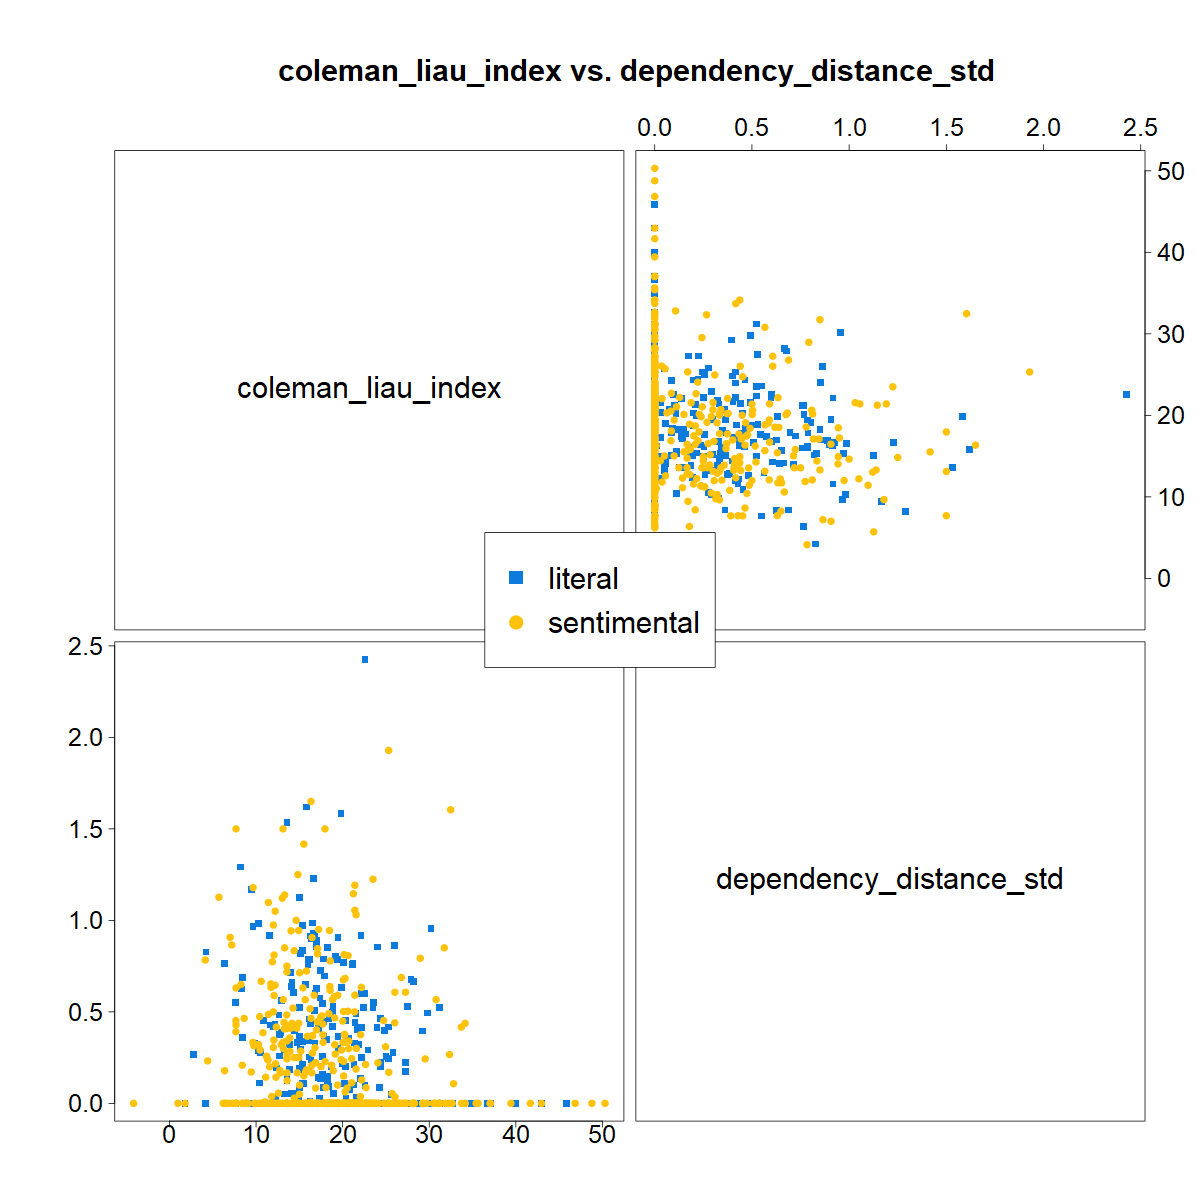 coleman_liau_index vs. dependency_distance_std
0.0 0.5 1.0 1.5 2.0 2.5
50
40
30
20
10
0
coleman_liau_index
literal
sentimental
2.5
2.0
1.5
1.0
0.5
0.0
dependency_distance_std
0 10 20 30 40 50